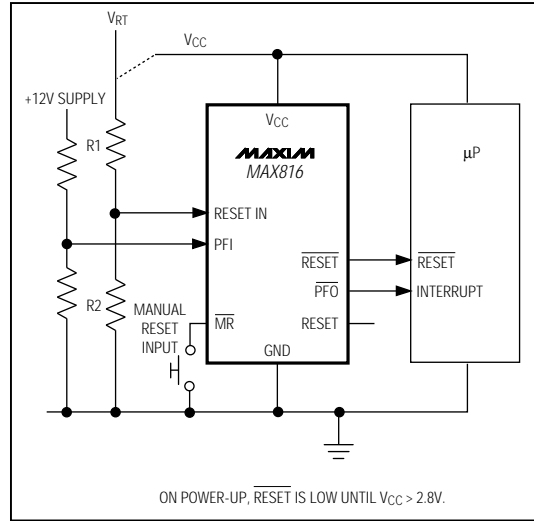 VRT
VCC
+12V SUPPLY
R1
VCC
MAXIM
MAX816
μP
RESET IN
PFI
RESET
RESET
PFO
INTERRUPT
R2
MANUAL
RESET
INPUT
MR
RESET
GND
ON POWER-UP, RESET IS LOW UNTIL VCC > 2.8V.